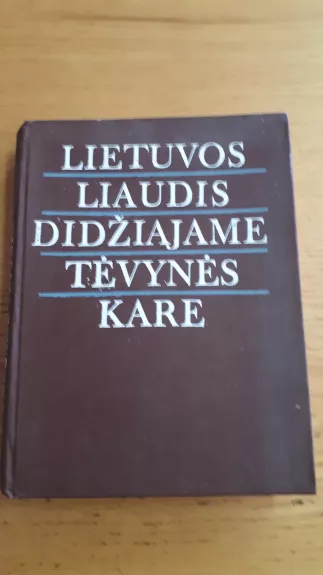 LIETUVOS
LIAUDIS
DIDŽIAJAME
TĖVYNĖS
KARE